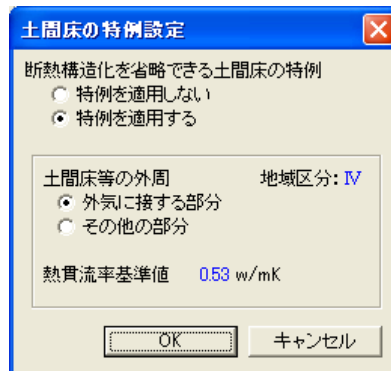 土間床の特例設定
断熱構造化を省略できる土間床の特例
特例を適用しない
特例を適用する
土間床等の外周 地域区分: Ⅳ
外気に接する部分
その他の部分
熱貫流率基準値 0.53 w/mK
OK キャンセル